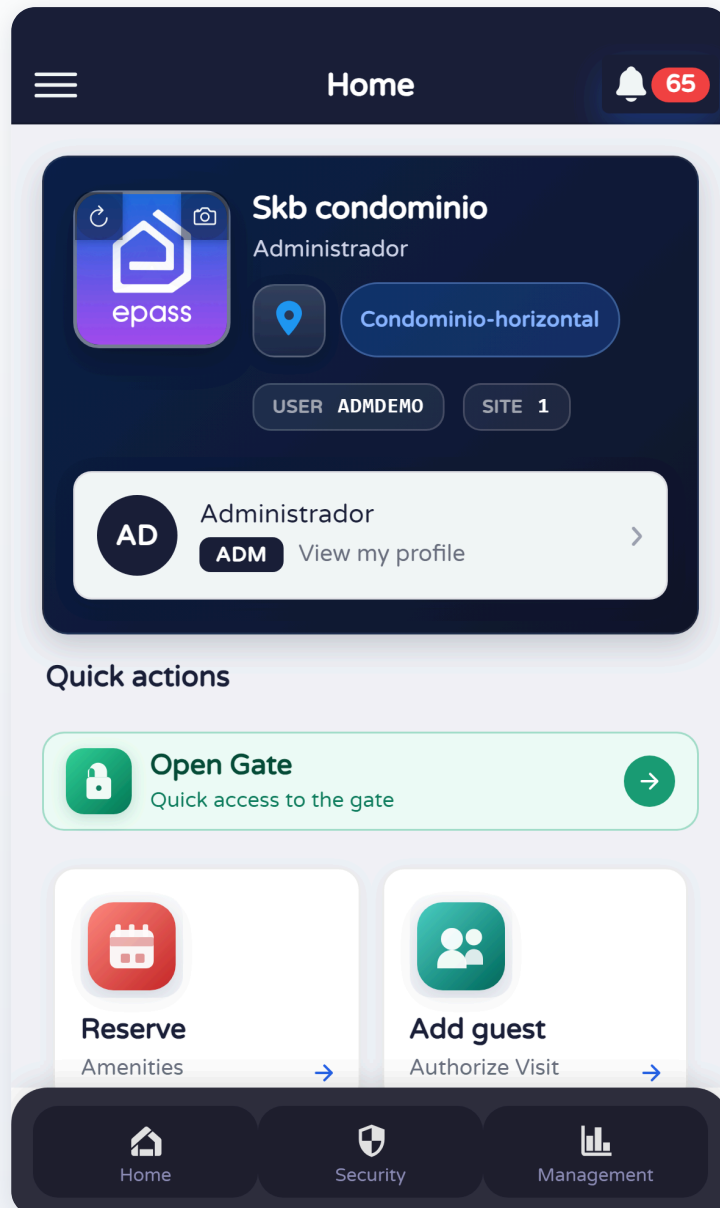 Home
65
Skb condominio
Administrador
epass
Condominio-horizontal
USER ADMDEMO
SITE 1
AD
Administrador
ADM View my profile
Quick actions
Open Gate
Quick access to the gate
Reserve
Amenities
Add guest
Authorize Visit
Home
Security
Management